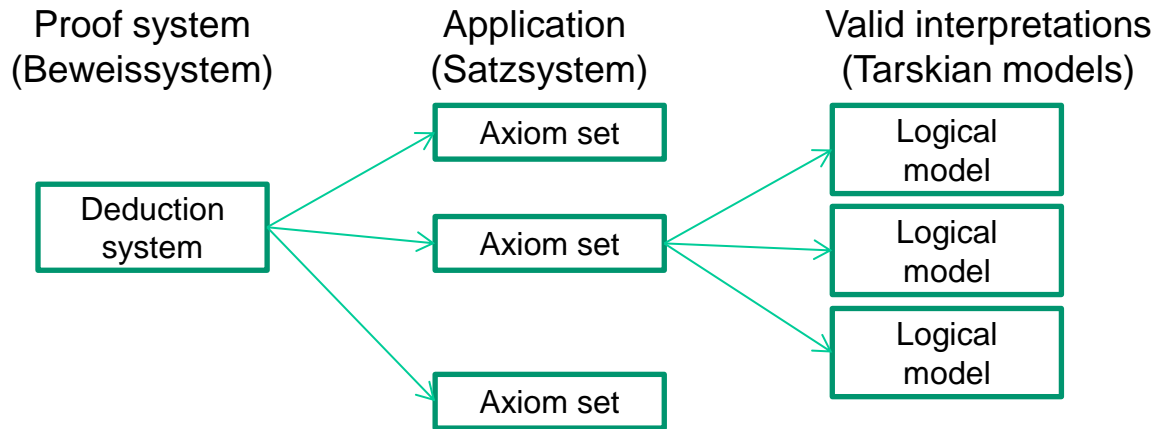 Proof system
(Beweissystem)
Application
(Satzsystem)
Valid interpretations
(Tarskian models)
Deduction
system
Axiom set
Axiom set
Axiom set
Logical
model
Logical
model
Logical
model